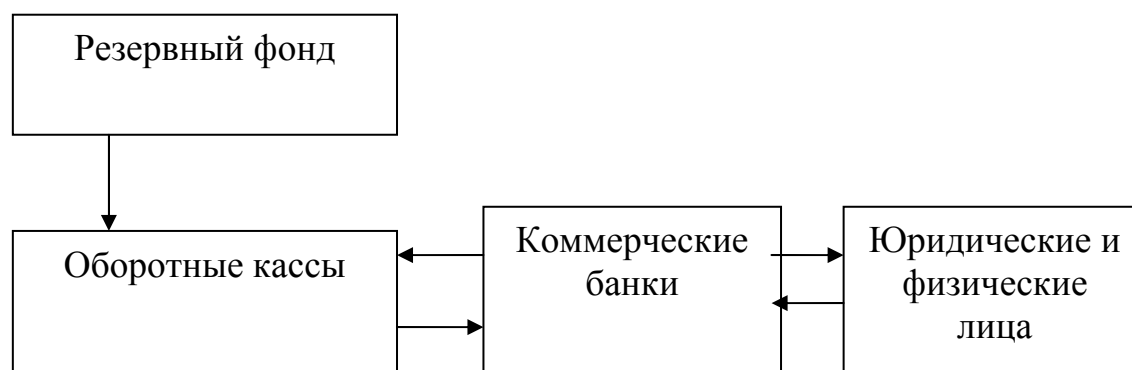 Резервный фонд
Оборотные кассы
Коммерческие
банки
Юридические и
физические
лица